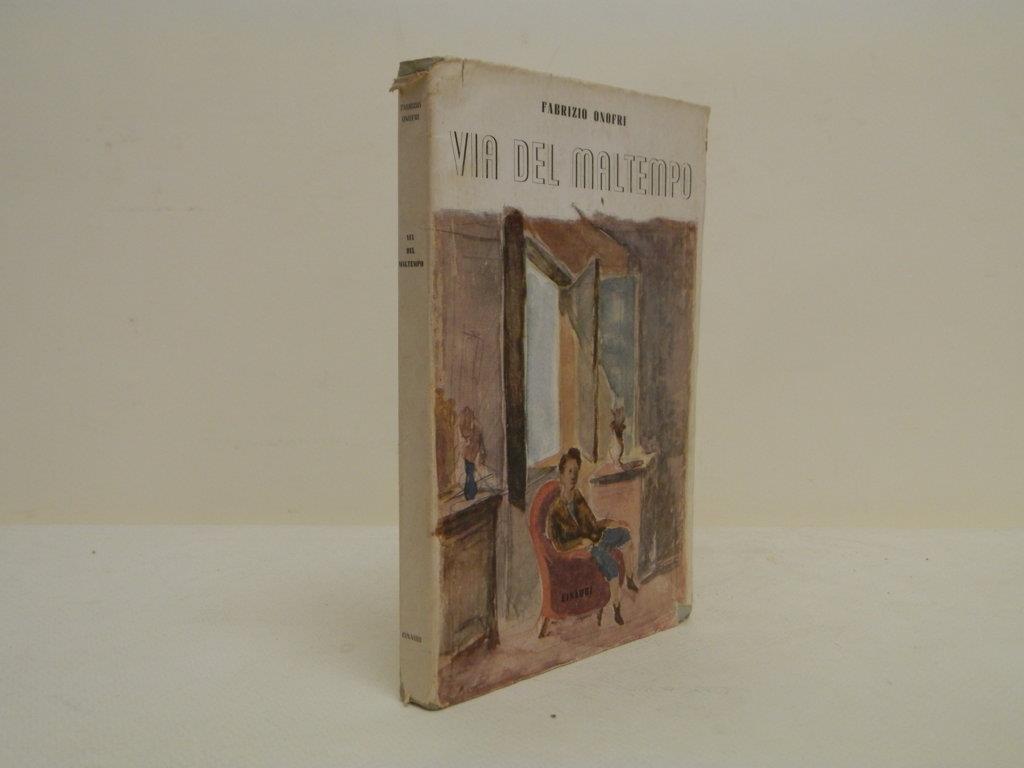 FABRIZIO ONOFRI
VIA DEL MALTEMPO
EINAUDI
FABRIZIO
ONOFRI
VIA
DEL
MALTEMPO
EINAUDI